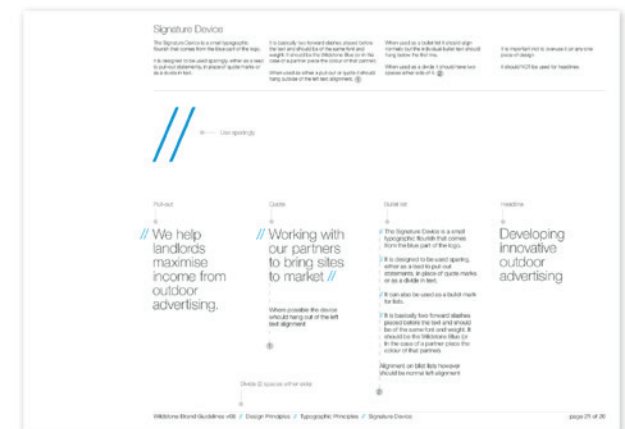 Signature Device
The Signature Device is a small typographic
flourish that comes from the blue part of the logo.
It is designed to be used sparingly, either as a lead
to pull-out statements, in place of quote marks or
as a divide in text.
It is basically two forward slashes placed before
the text and should be of the same font and
weight. It should be the Wildstone Blue (or in the
case of a partner piece the colour of that partner).
When used as either a pull-out or quote it should
hang outside of the left text alignment. ①
When used as a bullet list it should align
normally but the individual bullet text should
hang below the first line.
When used as a divide it should have two
spaces either side of it. ②
It is important not to overuse it on any one
piece of design.
It should NOT be used for headlines.
//
Use sparingly
Pull-out
// We help
landlords
maximise
income from
outdoor
advertising.
Quote
// Working with
our partners
to bring sites
to market //
Where possible the device
should hang out of the left
text alignment
①
Bullet list
// The Signature Device is a small
typographic flourish that comes
from the blue part of the logo.
// It is designed to be used sparing,
either as a lead to pull-out
statements, in place of quote marks
or as a divide in text.
// It can also be used as a bullet mark
for lists.
// It is basically two forward slashes
placed before the text and should
be of the same font and weight. It
should be the Wildstone Blue (or
in the case of a partner piece the
colour of that partner).
Alignment on bllet lists however
should be normal left alignment
②
Headline
Developing
innovative
outdoor
advertising
Divide (2 spaces either side)
Wildstone Brand Guidelines v06 // Design Principles // Typographic Principles // Signature Device
page 21 of 26